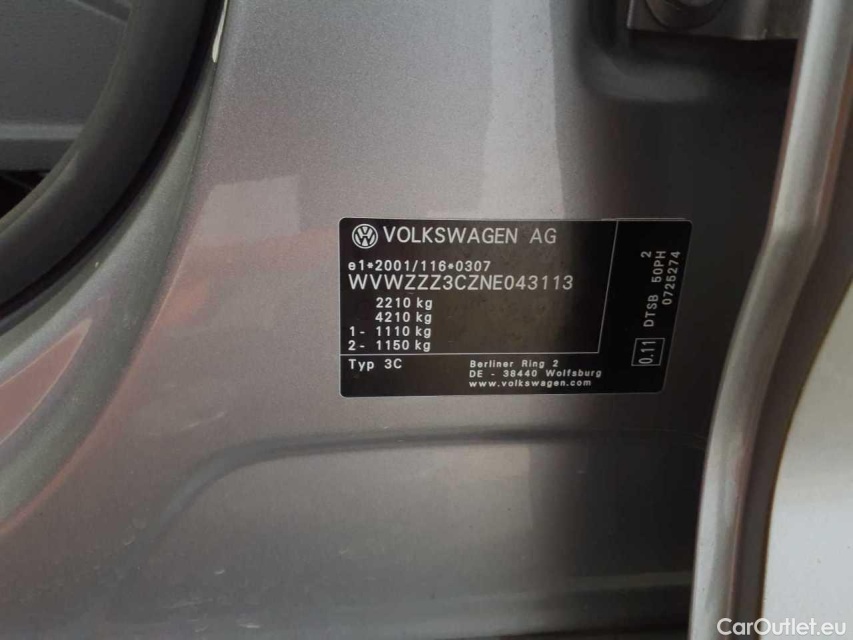 VOLKSWAGEN AG
e1*2001/116*0307
WVWZZZ3CZNE043113
2210 kg
4210 kg
1- 1110 kg
2- 1150 kg
Typ 3C
Berliner Ring 2
DE - 38440 Wolfsburg
www.volkswagen.com
2
DTSB 50PH
0725274
0.11
CarOutlet.eu